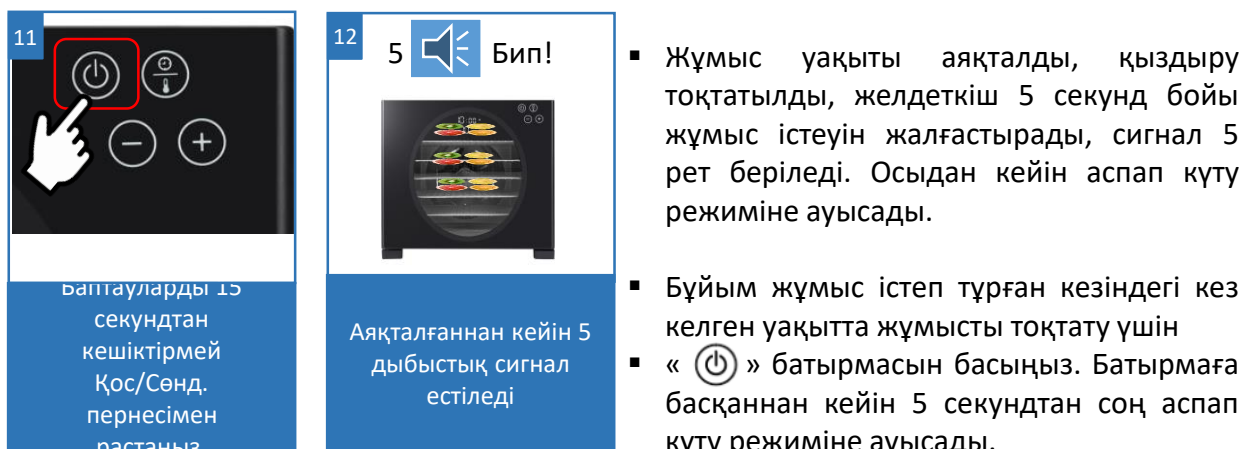 11
Баптауларды 15
секундтан
кешіктірмей
Қос/Сөнд.
пернесімен
растаңыз
12
5 Бип!
Аяқталғаннан кейін 5
дыбыстық сигнал
естіледі
▪ Жұмыс уақыты аяқталды, қыздыру
тоқтатылды, желдеткіш 5 секунд бойы
жұмыс істеуін жалғастырады, сигнал 5
рет беріледі. Осыдан кейін аспап күту
режиміне ауысады.
▪ Бұйым жұмыс істеп тұрған кезіндегі кез
келген уақытта жұмысты тоқтату үшін
▪ « » батырмасын басыңыз. Батырмаға
басқаннан кейін 5 секундтан соң аспап
күту режиміне ауысады.